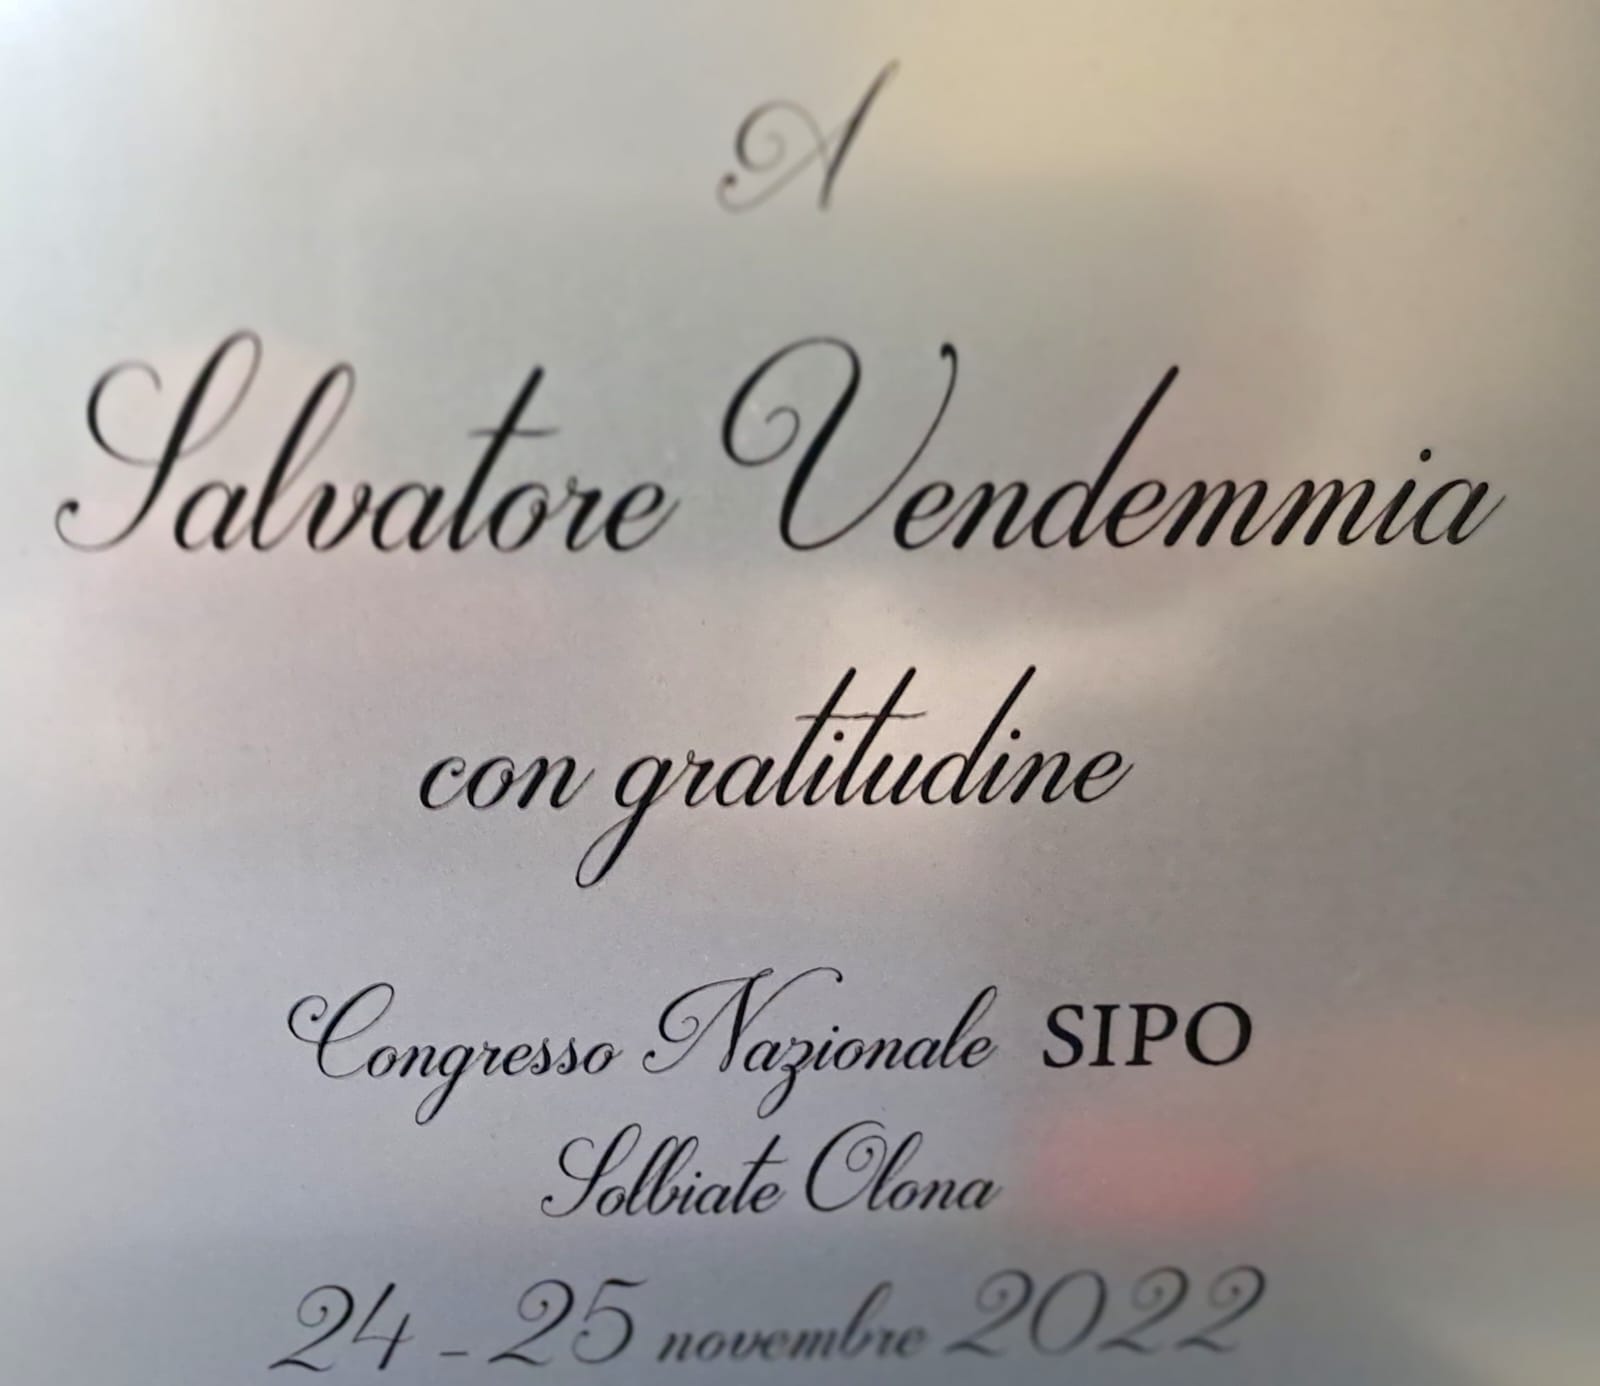 A
Salvatore Vendemmia
con gratitudine
Congresso Nazionale SIPO
Solbiate Olona
24 - 25 novembre 2022